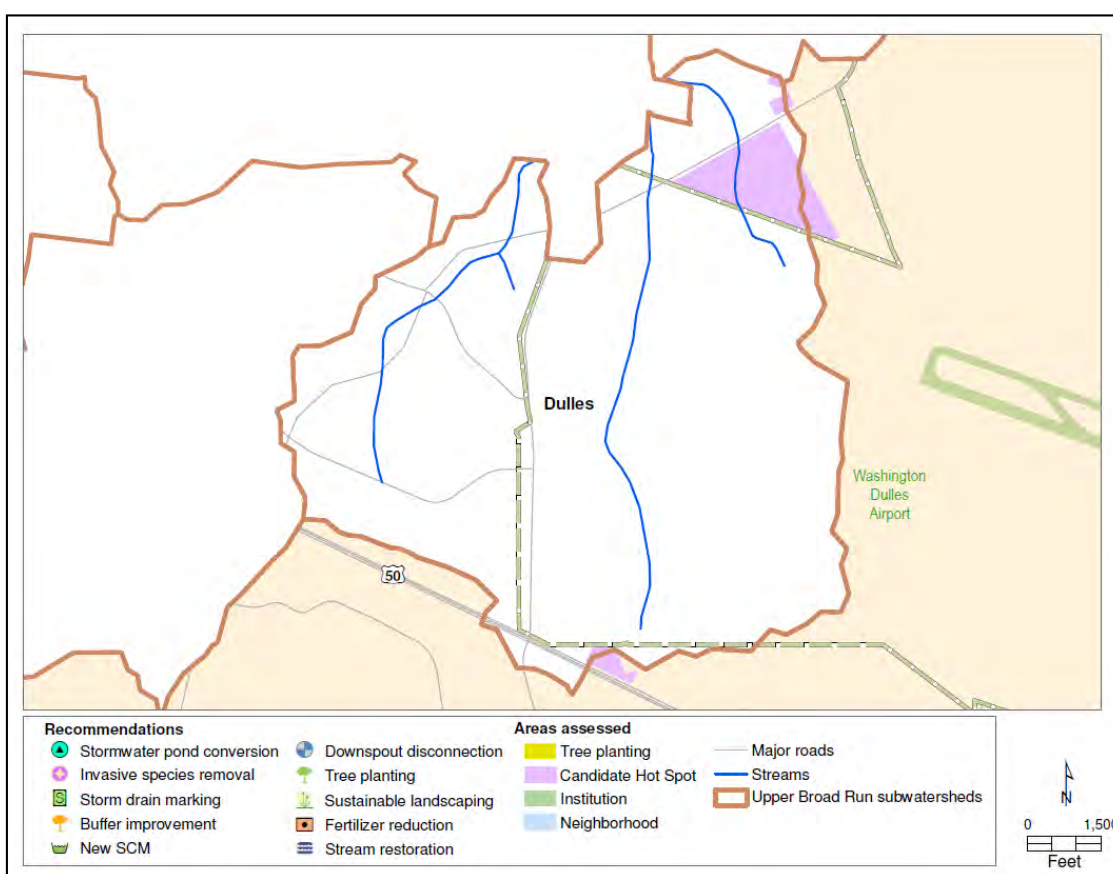 Dulles
Washington
Dulles
Airport
50
Recommendations
Stormwater pond conversion
Invasive species removal
S
Storm drain marking
Buffer improvement
New SCM
Downspout disconnection
Tree planting
Sustainable landscaping
Fertilizer reduction
Stream restoration
Areas assessed
Tree planting
Candidate Hot Spot
Institution
Neighborhood
Major roads
Streams
Upper Broad Run subwatersheds
N
0 1,500
Feet